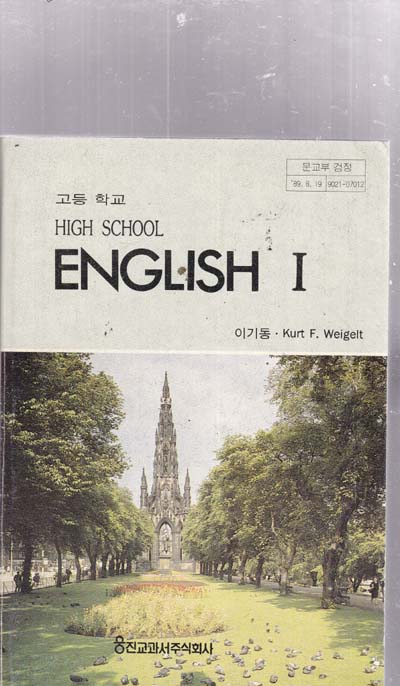 문교부 검정
'89. 8. 19 9021-07012
고등 학교
HIGH SCHOOL
ENGLISH I
이기동 · Kurt F. Weigelt
웅진교과서주식회사